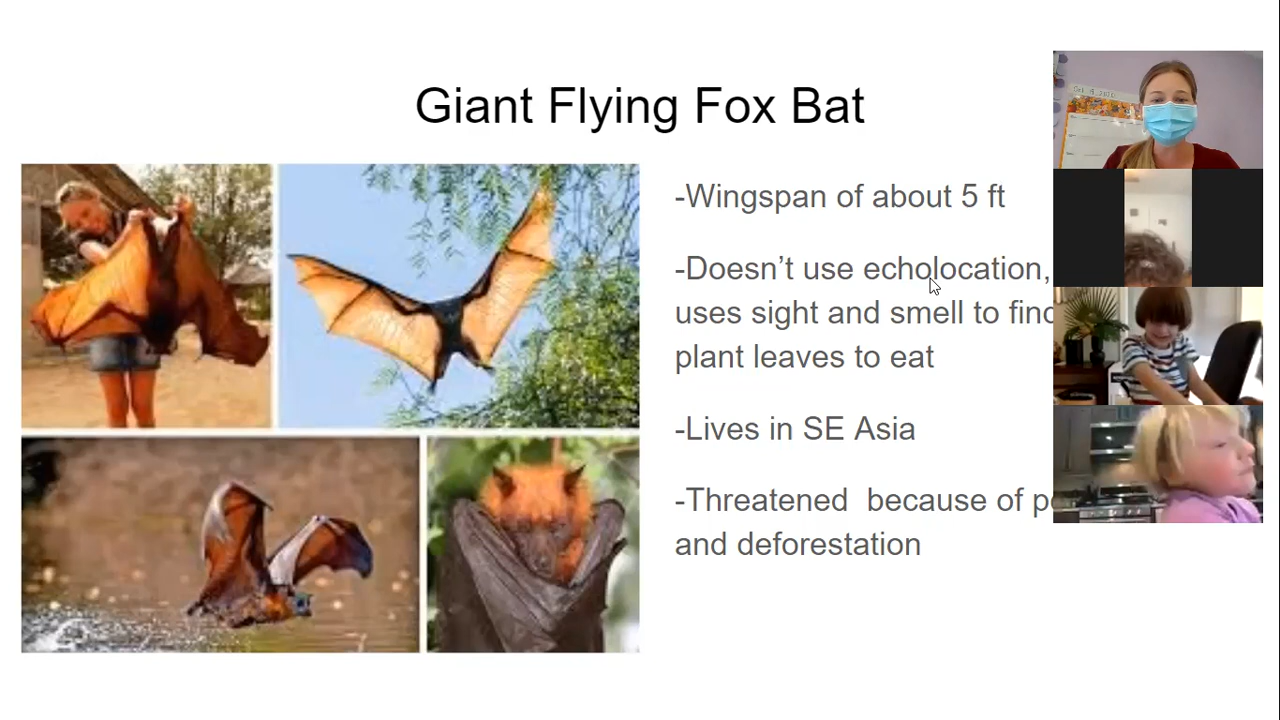 Giant Flying Fox Bat
-Wingspan of about 5 ft
-Doesn’t use echolocation,
uses sight and smell to find
plant leaves to eat
-Lives in SE Asia
-Threatened because of
and deforestation